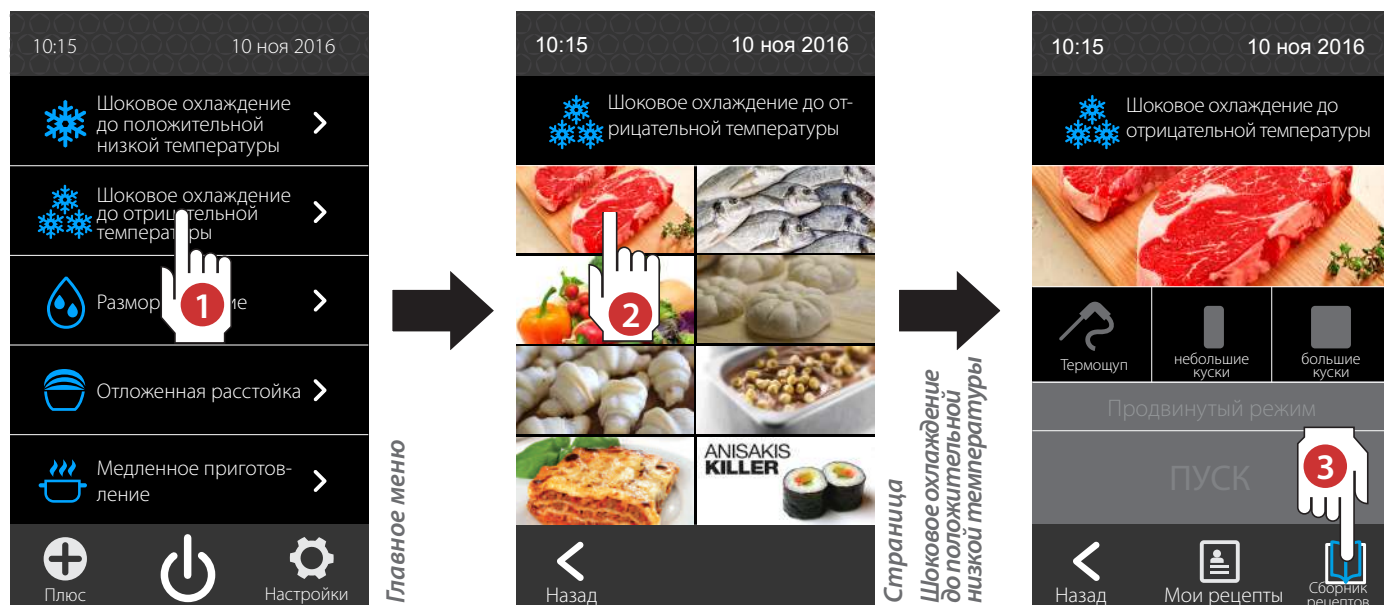 10:15 10 ноя 2016
Шоковое охлаждение
до положительной
низкой температуры
Шоковое охлаждение
до отрицательной
температуры
1
Отложенная расстойка
Медленное приготов-
ление
Плюс
Настройки
Главное меню
10:15 10 ноя 2016
Шоковое охлаждение до от-
рицательной температуры
2
ANISAKIS
KILLER
Назад
Страница
Шоковое охлаждение
до положительной
низкой температуры
10:15 10 ноя 2016
Шоковое охлаждение до
отрицательной температуры
Термощуп
небольшие
куски
большие
куски
Продвинутый режим
ПУСК
3
Назад
Мои рецепты
Сборник
рецептов